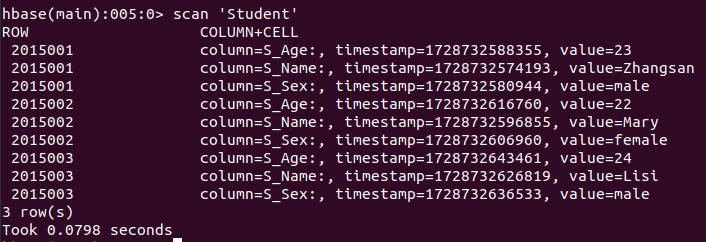 hbase(main):005:0> scan 'Student'
ROW COLUMN+CELL
2015001 column=S_Age:, timestamp=1728732588355, value=23
2015001 column=S_Name:, timestamp=1728732574193, value=Zhangsan
2015001 column=S_Sex:, timestamp=1728732580944, value=male
2015002 column=S_Age:, timestamp=1728732616760, value=22
2015002 column=S_Name:, timestamp=1728732596855, value=Mary
2015002 column=S_Sex:, timestamp=1728732606960, value=female
2015003 column=S_Age:, timestamp=1728732643461, value=24
2015003 column=S_Name:, timestamp=1728732626819, value=Lisi
2015003 column=S_Sex:, timestamp=1728732636533, value=male
3 row(s)
Took 0.0798 seconds